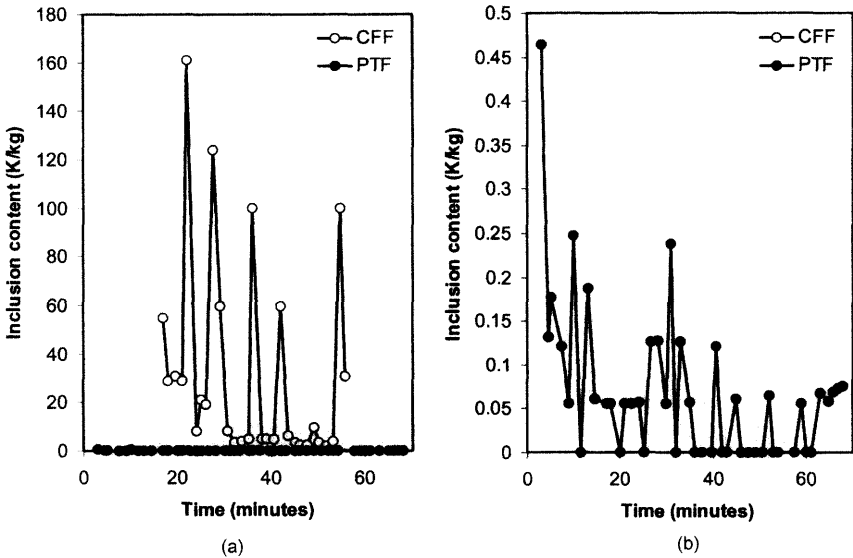 180
160
140
120
100
80
60
40
20
0
0
20
40
60
Inclusion content (K/kg)
Time (minutes)
CFF
PTF
(a)
0.5
0.45
0.4
0.35
0.3
0.25
0.2
0.15
0.1
0.05
0
0
20
40
60
Inclusion content (K/kg)
Time (minutes)
CFF
PTF
(b)